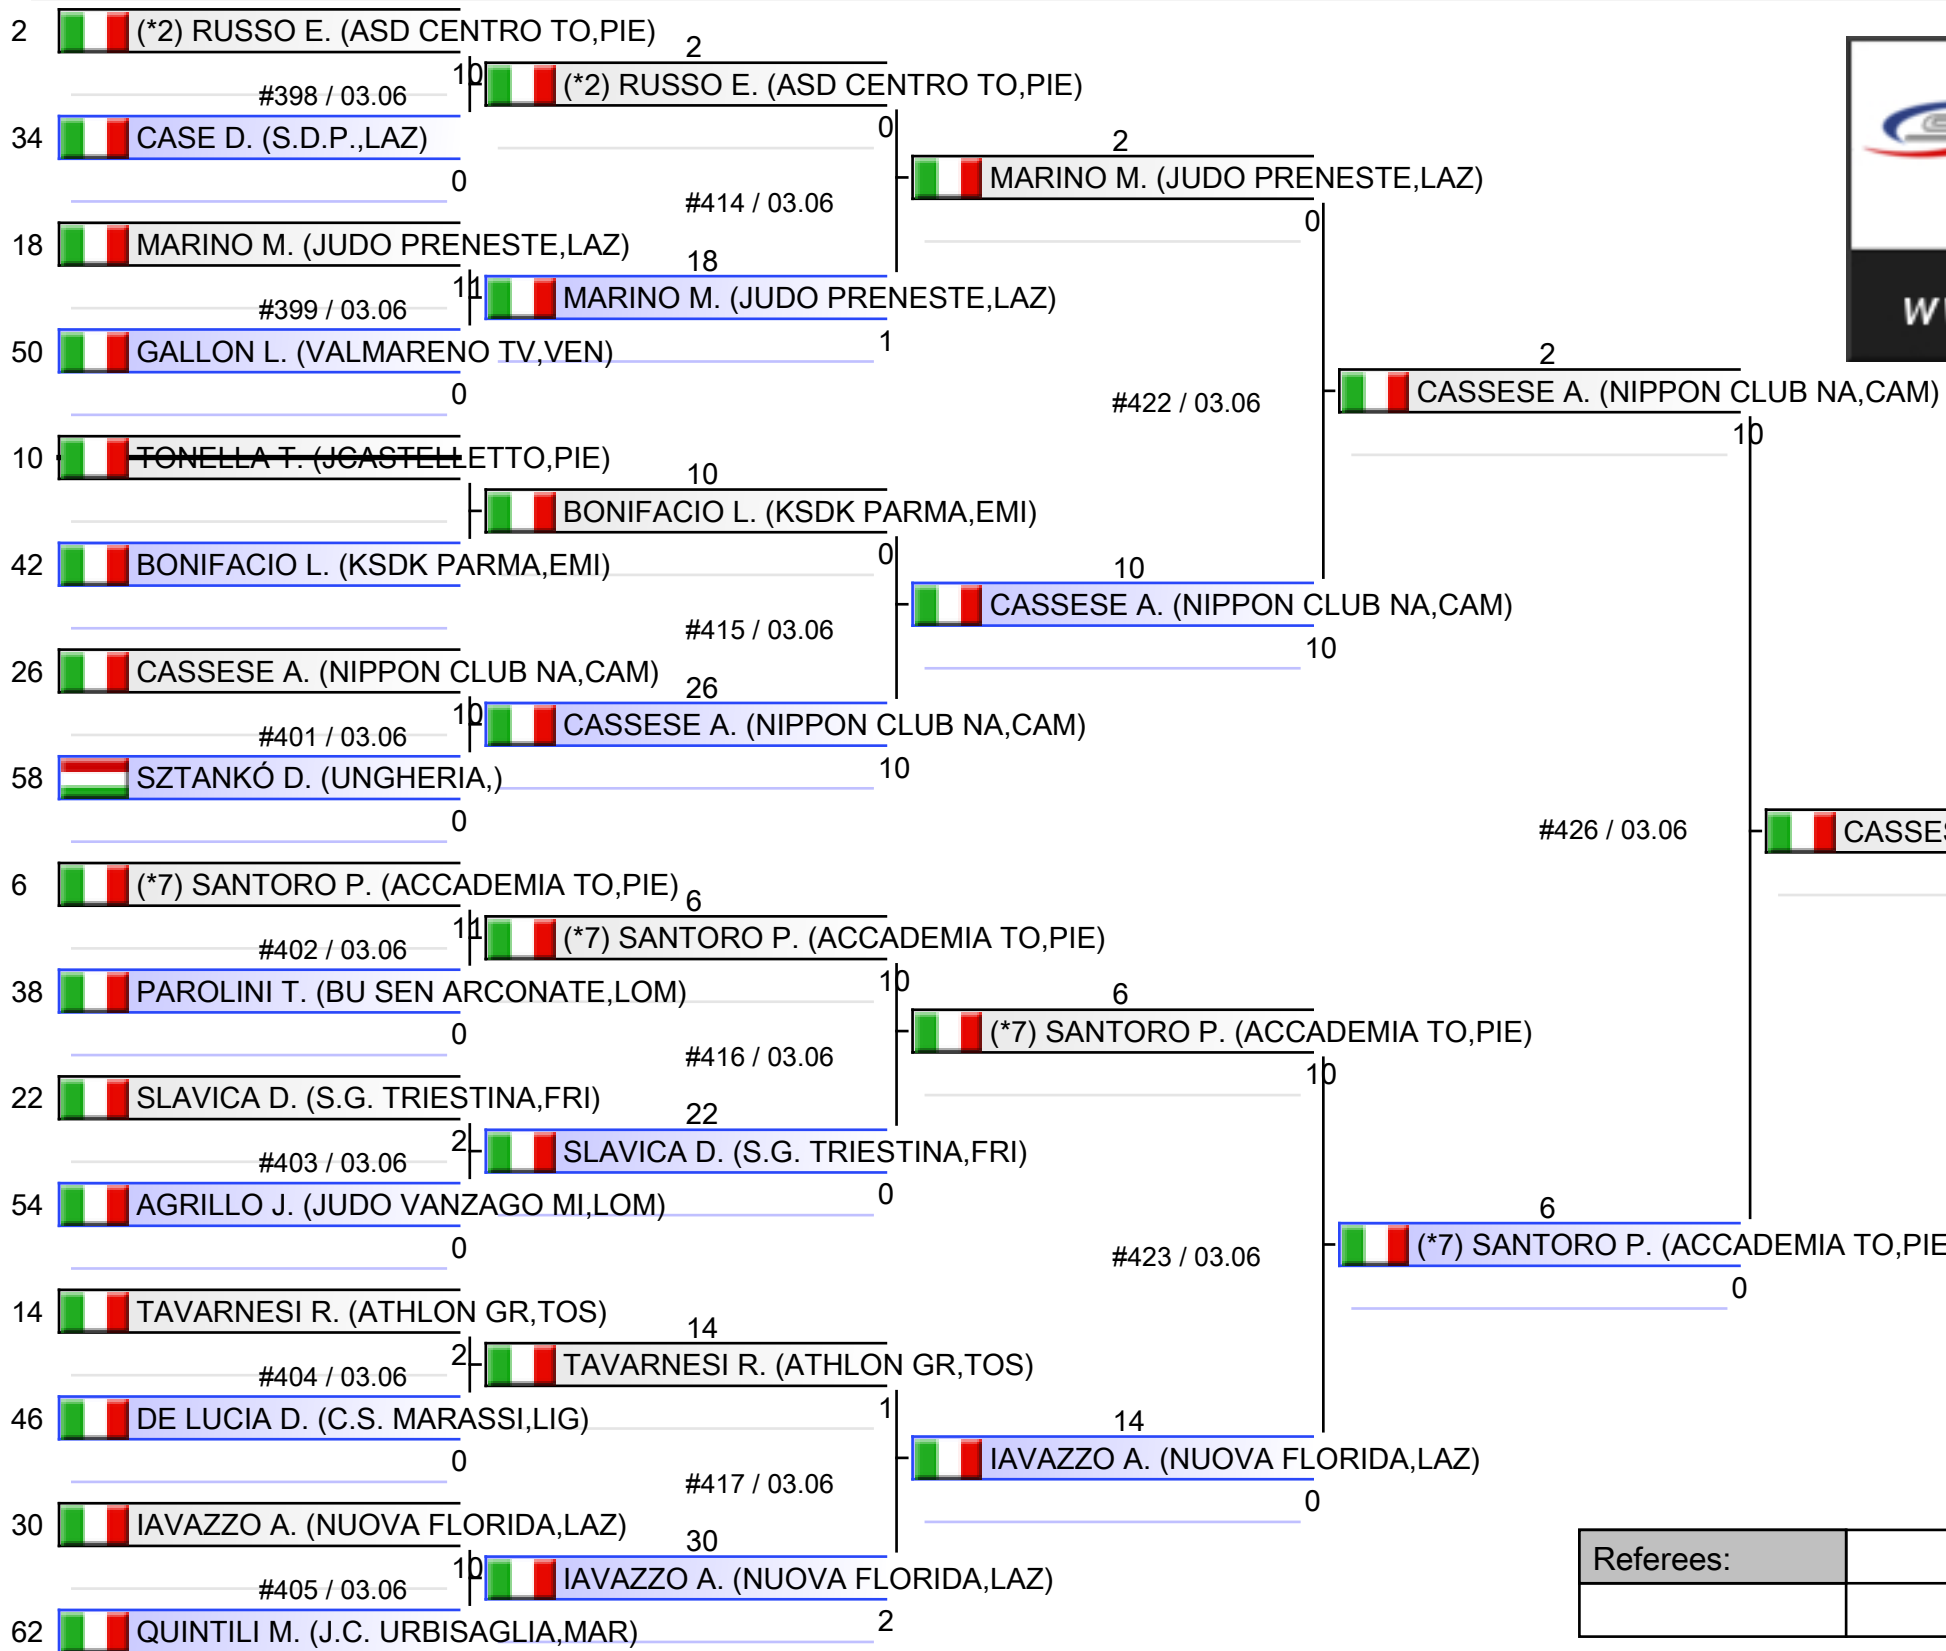 2 (*2) RUSSO E. (ASD CENTRO TO,PIE)
10
#398 / 03.06
34 CASE D. (S.D.P.,LAZ)
0
18 MARINO M. (JUDO PRENESTE,LAZ)
11
#399 / 03.06
50 GALLON L. (VALMARENO TV,VEN)
0
10 TONELLA T. (JCASTELLETTO,PIE)
42 BONIFACIO L. (KSDK PARMA,EMI)
26 CASSESE A. (NIPPON CLUB NA,CAM)
10
#401 / 03.06
58 SZTANKÓ D. (UNGHERIA,)
0
6 (*7) SANTORO P. (ACCADEMIA TO,PIE)
11
#402 / 03.06
38 PAROLINI T. (BU SEN ARCONATE,LOM)
0
22 SLAVICA D. (S.G. TRIESTINA,FRI)
2
#403 / 03.06
54 AGRILLO J. (JUDO VANZAGO MI,LOM)
0
14 TAVARNESI R. (ATHLON GR,TOS)
2
#404 / 03.06
46 DE LUCIA D. (C.S. MARASSI,LIG)
0
30 IAVAZZO A. (NUOVA FLORIDA,LAZ)
10
#405 / 03.06
62 QUINTILI M. (J.C. URBISAGLIA,MAR)
2
(*2) RUSSO E. (ASD CENTRO TO,PIE)
0
#414 / 03.06
18
MARINO M. (JUDO PRENESTE,LAZ)
1
10
BONIFACIO L. (KSDK PARMA,EMI)
0
#415 / 03.06
26
CASSESE A. (NIPPON CLUB NA,CAM)
10
6
(*7) SANTORO P. (ACCADEMIA TO,PIE)
10
#416 / 03.06
22
SLAVICA D. (S.G. TRIESTINA,FRI)
0
14
TAVARNESI R. (ATHLON GR,TOS)
1
#417 / 03.06
30
IAVAZZO A. (NUOVA FLORIDA,LAZ)
2
2
MARINO M. (JUDO PRENESTE,LAZ)
0
#422 / 03.06
10
CASSESE A. (NIPPON CLUB NA,CAM)
10
6
(*7) SANTORO P. (ACCADEMIA TO,PIE)
10
#423 / 03.06
14
IAVAZZO A. (NUOVA FLORIDA,LAZ)
0
2
CASSESE A. (NIPPON CLUB NA,CAM)
10
#426 / 03.06
6
(*7) SANTORO P. (ACCADEMIA TO,PIE
0
Referees: